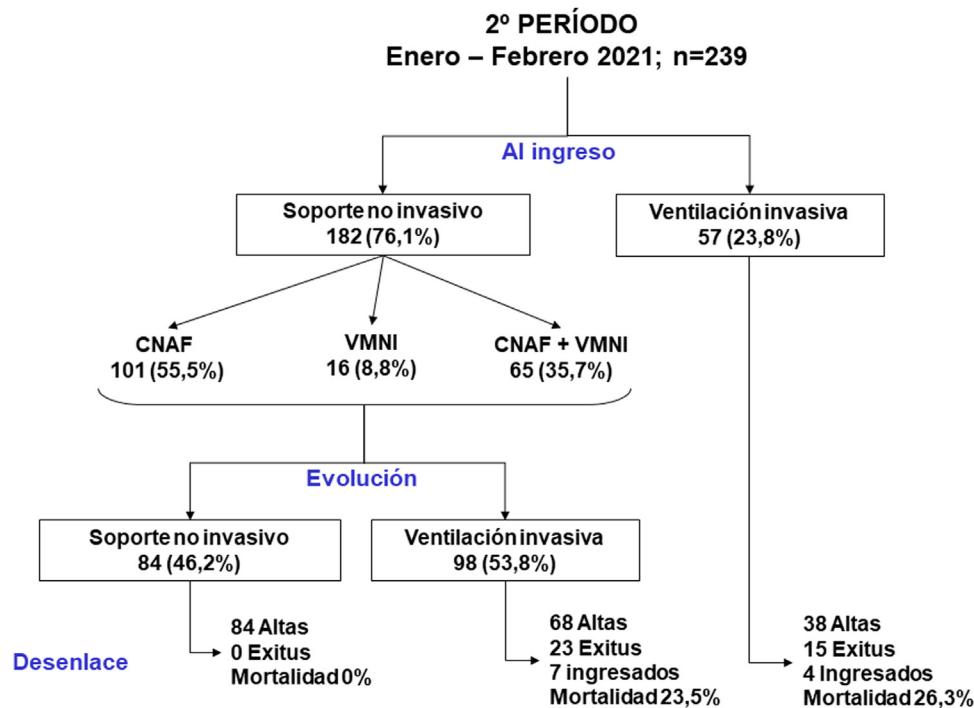 2º PERÍODO
Enero – Febrero 2021; n=239
Al ingreso
Soporte no invasivo
182 (76,1%)
Ventilación invasiva
57 (23,8%)
CNAF
101 (55,5%)
VMNI
16 (8,8%)
CNAF + VMNI
65 (35,7%)
Evolución
Soporte no invasivo
84 (46,2%)
Ventilación invasiva
98 (53,8%)
Desenlace
84 Altas
0 Exitus
Mortalidad 0%
68 Altas
23 Exitus
7 ingresados
Mortalidad 23,5%
38 Altas
15 Exitus
4 Ingresados
Mortalidad 26,3%